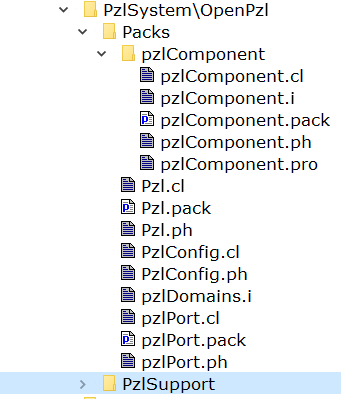 PzlSystem\OpenPzl
Packs
pzlComponent
pzlComponent.cl
pzlComponent.i
pzlComponent.pack
pzlComponent.ph
pzlComponent.pro
Pzl.cl
Pzl.pack
Pzl.ph
PzlConfig.cl
PzlConfig.ph
pzlDomains.i
pzlPort.cl
pzlPort.pack
pzlPort.ph
PzlSupport